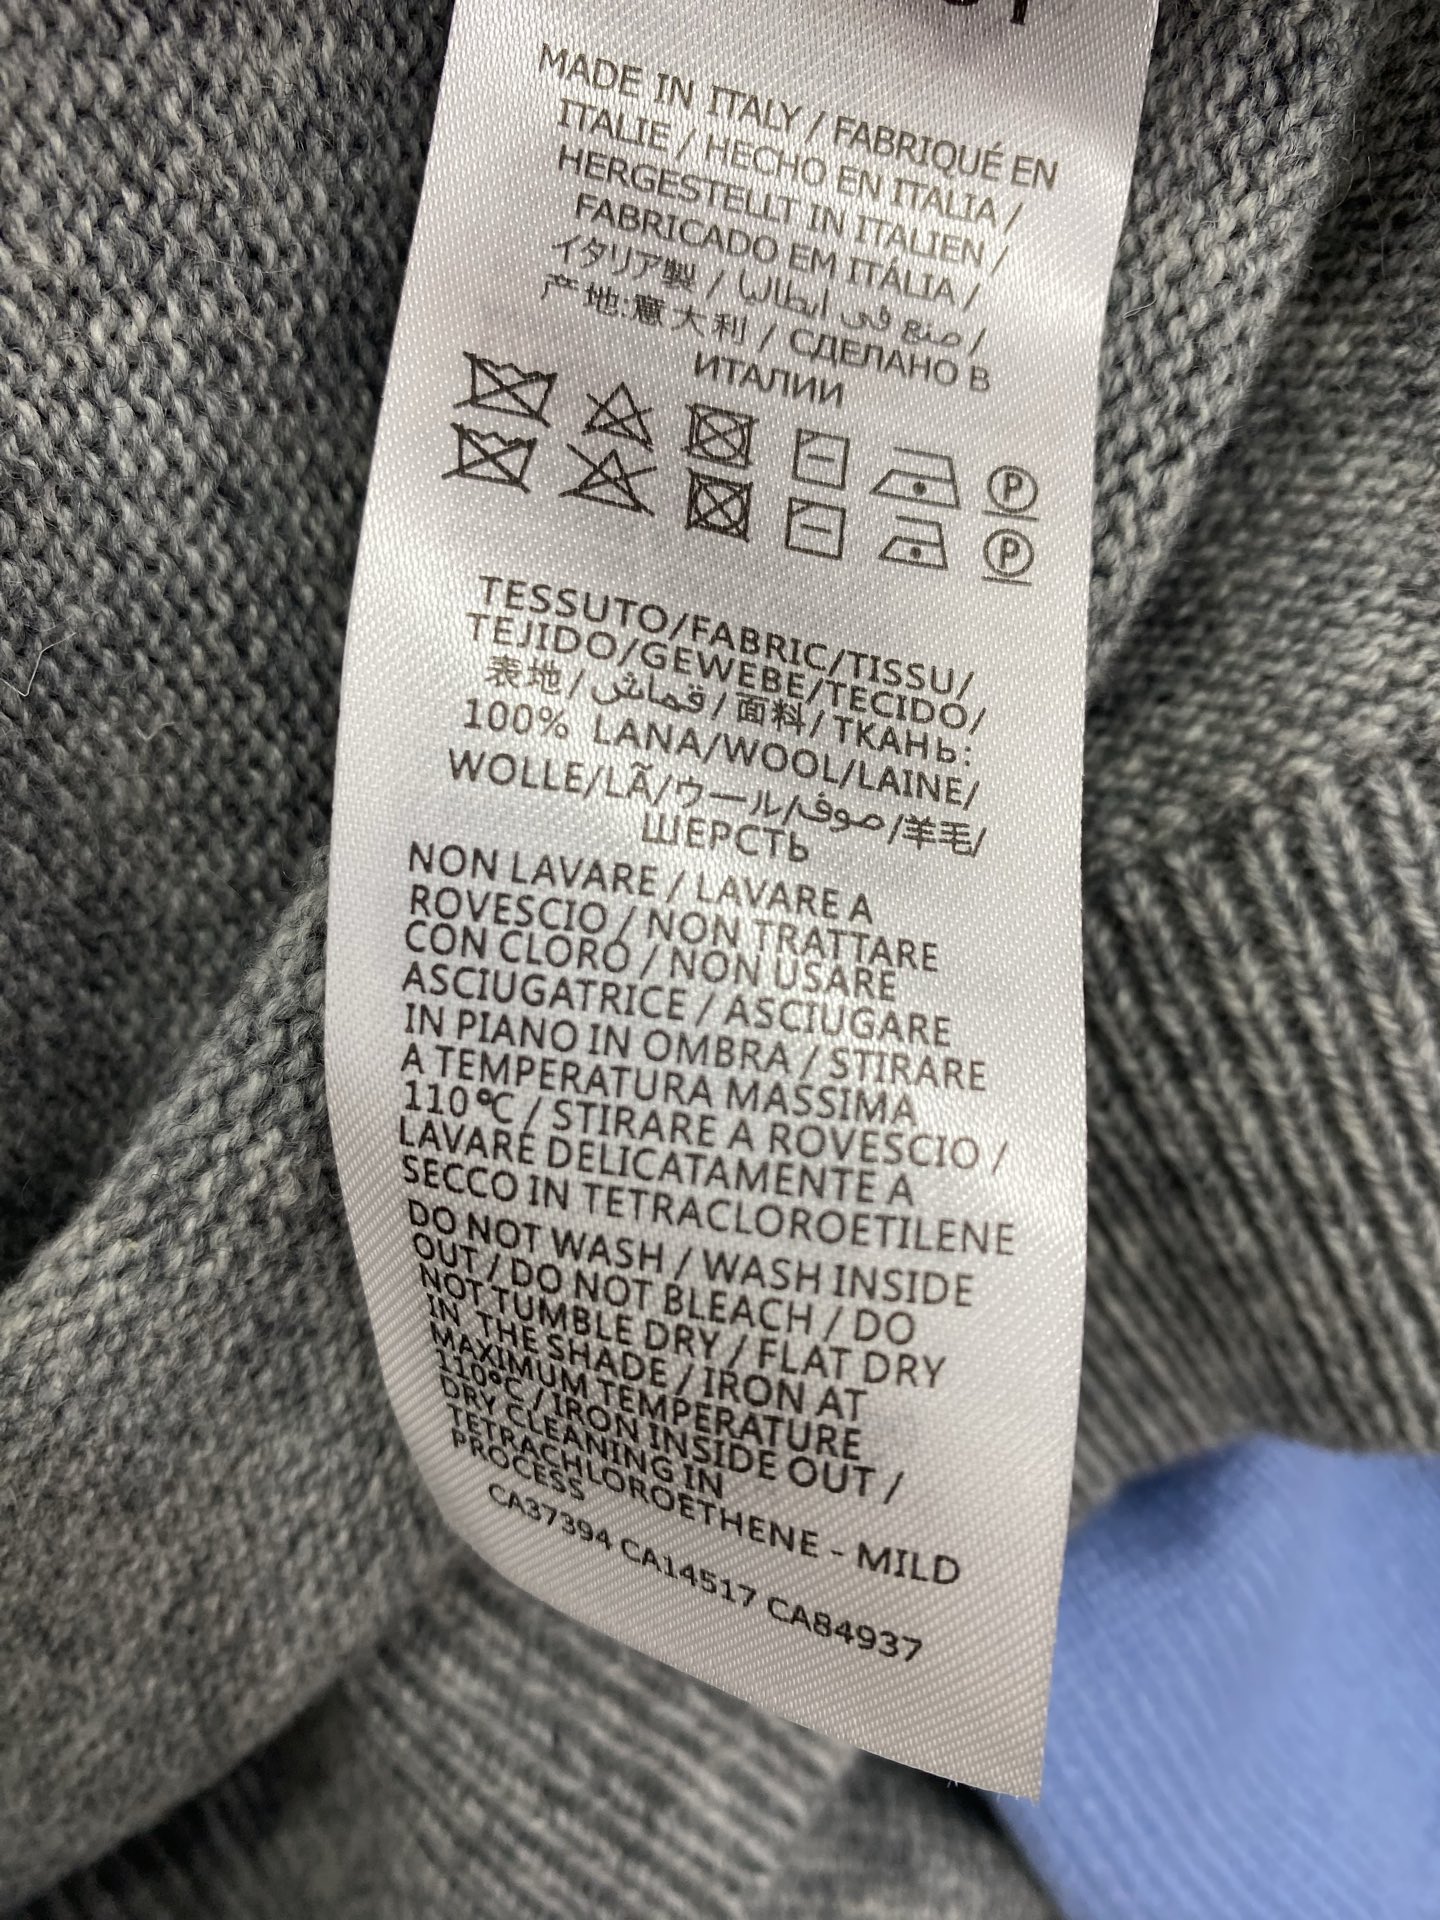 MADE IN ITALY / FABRIQUÉ EN
ITALIE / HECHO EN ITALIA /
HERGESTELLT IN ITALIEN /
FABRICADO EM ITÁLIA /
イタリア製 / صنع في ايطاليا /
产地:意大利 / СДЕЛАНО В
ИТАЛИИ
P
P
TESSUTO/FABRIC/TISSU/
TEJIDO/GEWEBE/TECIDO/
表地/قماش/面料/ТКАНЬ:
100% LANA/WOOL/LAINE/
WOLLE/LÃ/ウール/صوف/羊毛/
ШЕРСТЬ
NON LAVARE / LAVARE A
ROVESCIO / NON TRATTARE
CON CLORO / NON USARE
ASCIUGATRICE / ASCIUGARE
IN PIANO IN OMBRA / STIRARE
A TEMPERATURA MASSIMA
110°C / STIRARE A ROVESCIO /
LAVARE DELICATAMENTE A
SECCO IN TETRACLOROETILENE
DO NOT WASH / WASH INSIDE
OUT / DO NOT BLEACH / DO
NOT TUMBLE DRY / FLAT DRY
IN THE SHADE / IRON AT
MAXIMUM TEMPERATURE
110°C / IRON INSIDE OUT /
DRY CLEANING IN
TETRACHLOROETHENE - MILD
PROCESS
CA37394 CA14517 CA84937